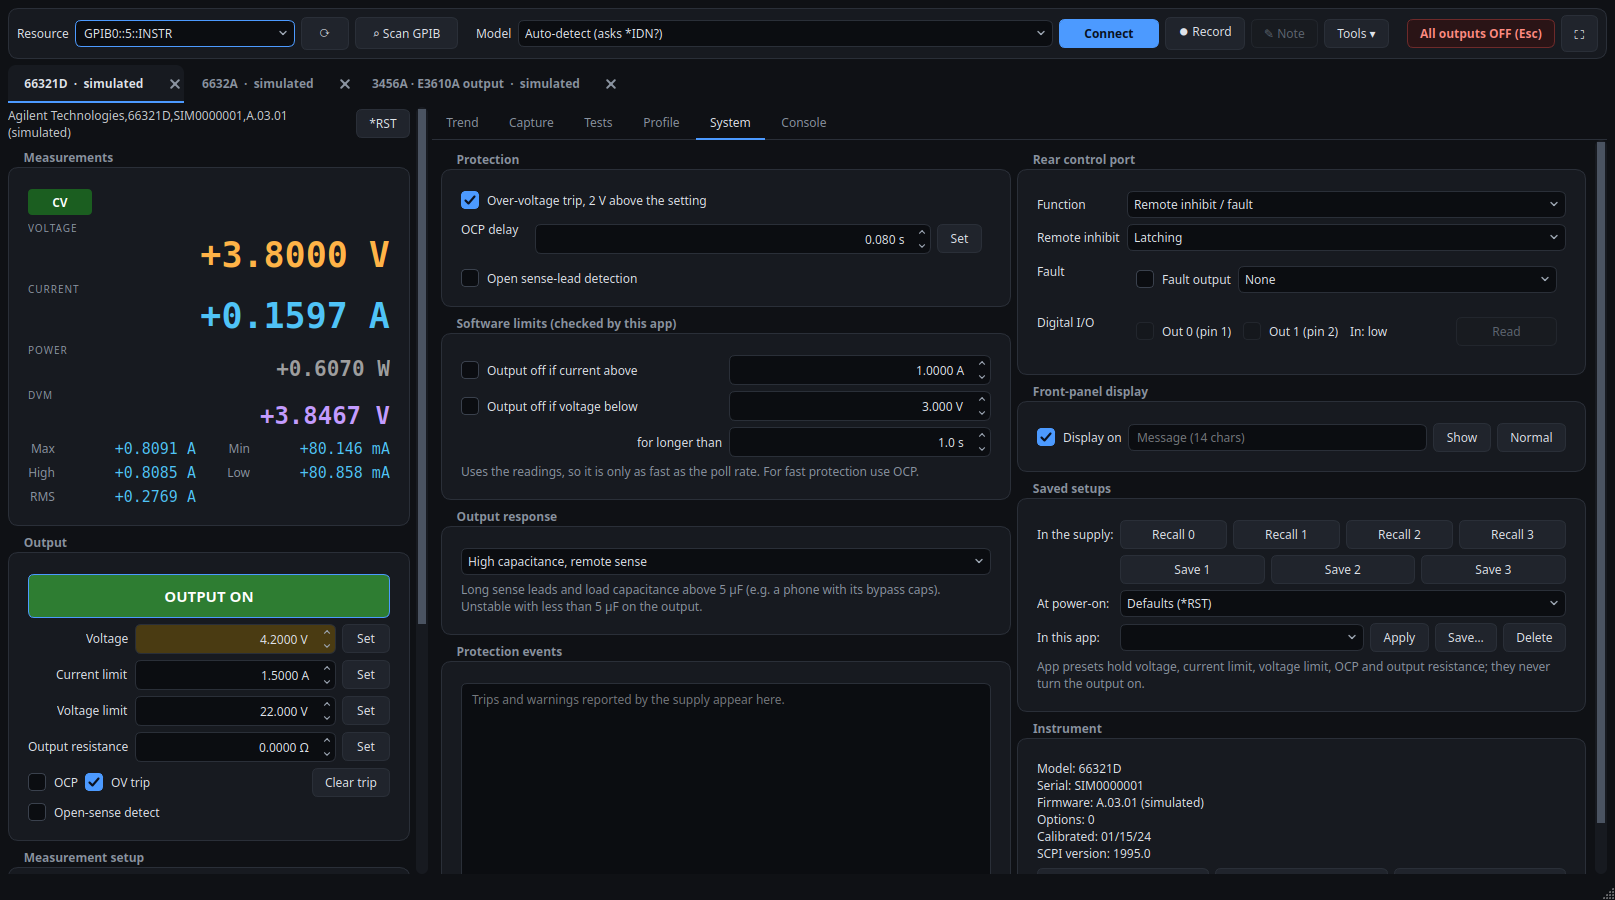 Resource GPIB0::5::INSTR ⟳ ⌕ Scan GPIB Model Auto-detect (asks *IDN?) Connect ● Record ✎ Note Tools ▾ All outputs OFF (Esc)
66321D · simulated ✕ 6632A · simulated ✕ 3456A · E3610A output · simulated ✕
Agilent Technologies,66321D,SIM0000001,A.03.01
(simulated)
*RST
Measurements
CV
VOLTAGE
+3.8000 V
CURRENT
+0.1597 A
POWER
+0.6070 W
DVM
+3.8467 V
Max +0.8091 A Min +80.146 mA
High +0.8085 A Low +80.858 mA
RMS +0.2769 A
Output
OUTPUT ON
Voltage 4.2000 V Set
Current limit 1.5000 A Set
Voltage limit 22.000 V Set
Output resistance 0.0000 Ω Set
OCP OV trip Clear trip
Open-sense detect
Measurement setup
Trend Capture Tests Profile System Console
Protection
Over-voltage trip, 2 V above the setting
OCP delay 0.080 s Set
Open sense-lead detection
Software limits (checked by this app)
Output off if current above 1.0000 A
Output off if voltage below 3.000 V
for longer than 1.0 s
Uses the readings, so it is only as fast as the poll rate. For fast protection use OCP.
Output response
High capacitance, remote sense
Long sense leads and load capacitance above 5 µF (e.g. a phone with its bypass caps).
Unstable with less than 5 µF on the output.
Protection events
Trips and warnings reported by the supply appear here.
Rear control port
Function Remote inhibit / fault
Remote inhibit Latching
Fault Fault output None
Digital I/O Out 0 (pin 1) Out 1 (pin 2) In: low Read
Front-panel display
Display on Message (14 chars) Show Normal
Saved setups
In the supply: Recall 0 Recall 1 Recall 2 Recall 3
Save 1 Save 2 Save 3
At power-on: Defaults (*RST)
In this app: Apply Save... Delete
App presets hold voltage, current limit, voltage limit, OCP and output resistance; they never
turn the output on.
Instrument
Model: 66321D
Serial: SIM0000001
Firmware: A.03.01 (simulated)
Options: 0
Calibrated: 01/15/24
SCPI version: 1995.0